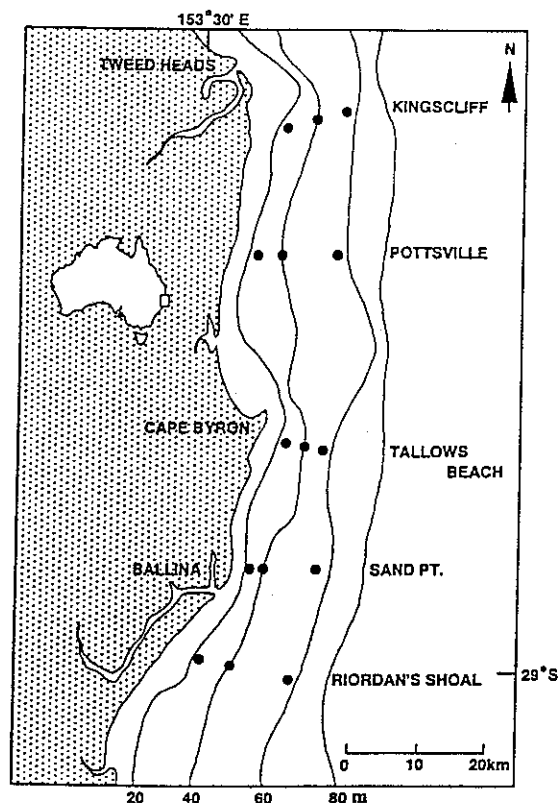 153° 30' E
TWEED HEADS
N
KINGSCLIFF
POTTSVILLE
CAPE BYRON
TALLOWS
BEACH
BALLINA
SAND PT.
RIORDAN'S SHOAL
29°S
0 10 20km
20 40 60 80 m